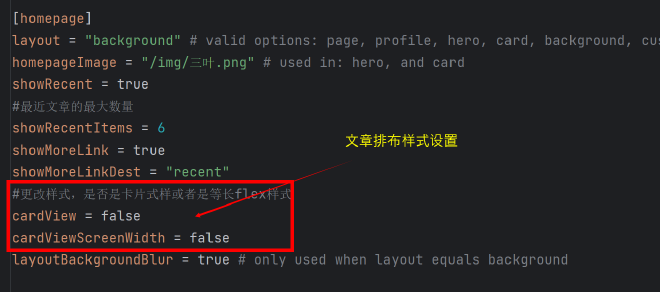 [homepage]
layout = "background" # valid options: page, profile, hero, card, background, cus
homepageImage = "/img/三叶.png" # used in: hero, and card
showRecent = true
#最近文章的最大数量
showRecentItems = 6
文章排布样式设置
showMoreLink = true
showMoreLinkDest = "recent"
#更改样式，是否是卡片式样或者是等长flex样式
cardView = false
cardViewScreenWidth = false
layoutBackgroundBlur = true # only used when layout equals background